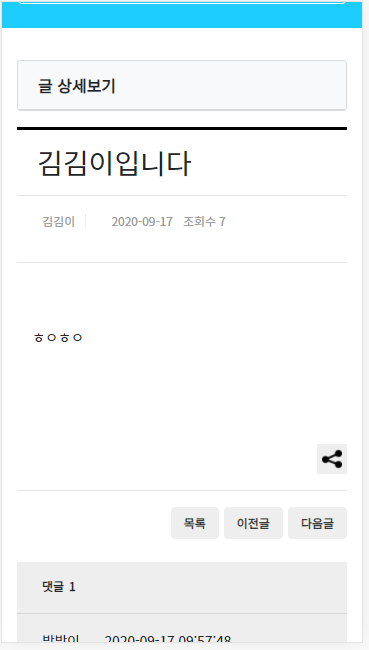 글 상세보기
김김이입니다
김김이 2020-09-17 조회수 7
ㅎㅇㅎㅇ
목록 이전글 다음글
댓글 1
2020-09-17 09:57:48